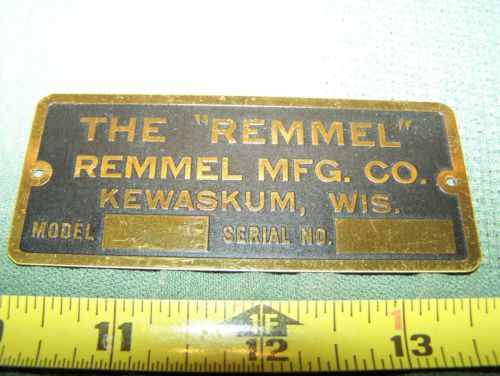 THE "REMMEL"
REMMEL MFG. CO.
KEWASKUM, WIS.
MODEL SERIAL NO.
11 1F 12 13